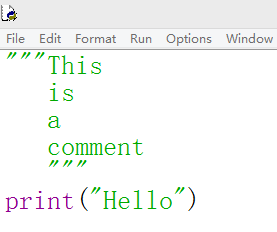 File Edit Format Run Options Window
"""This
   is
   a
   comment
   """
print("Hello")